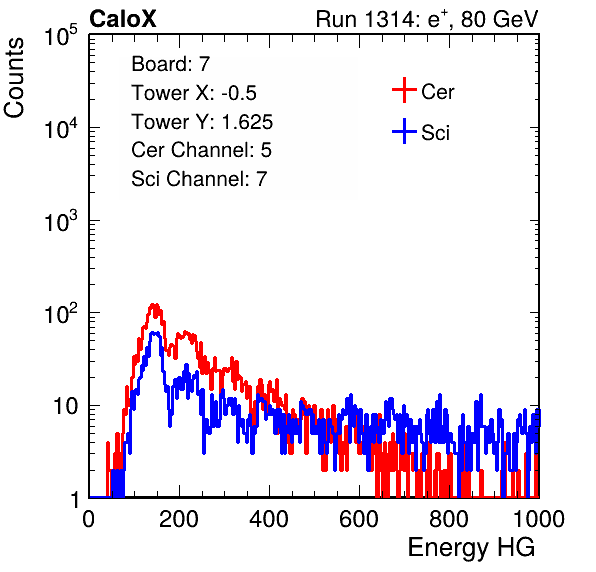 CaloX Run 1314: e⁺, 80 GeV
Counts
Board: 7
Tower X: -0.5
Tower Y: 1.625
Cer Channel: 5
Sci Channel: 7
Cer
Sci
10⁵
10⁴
10³
10²
10
1
0 200 400 600 800 1000
Energy HG